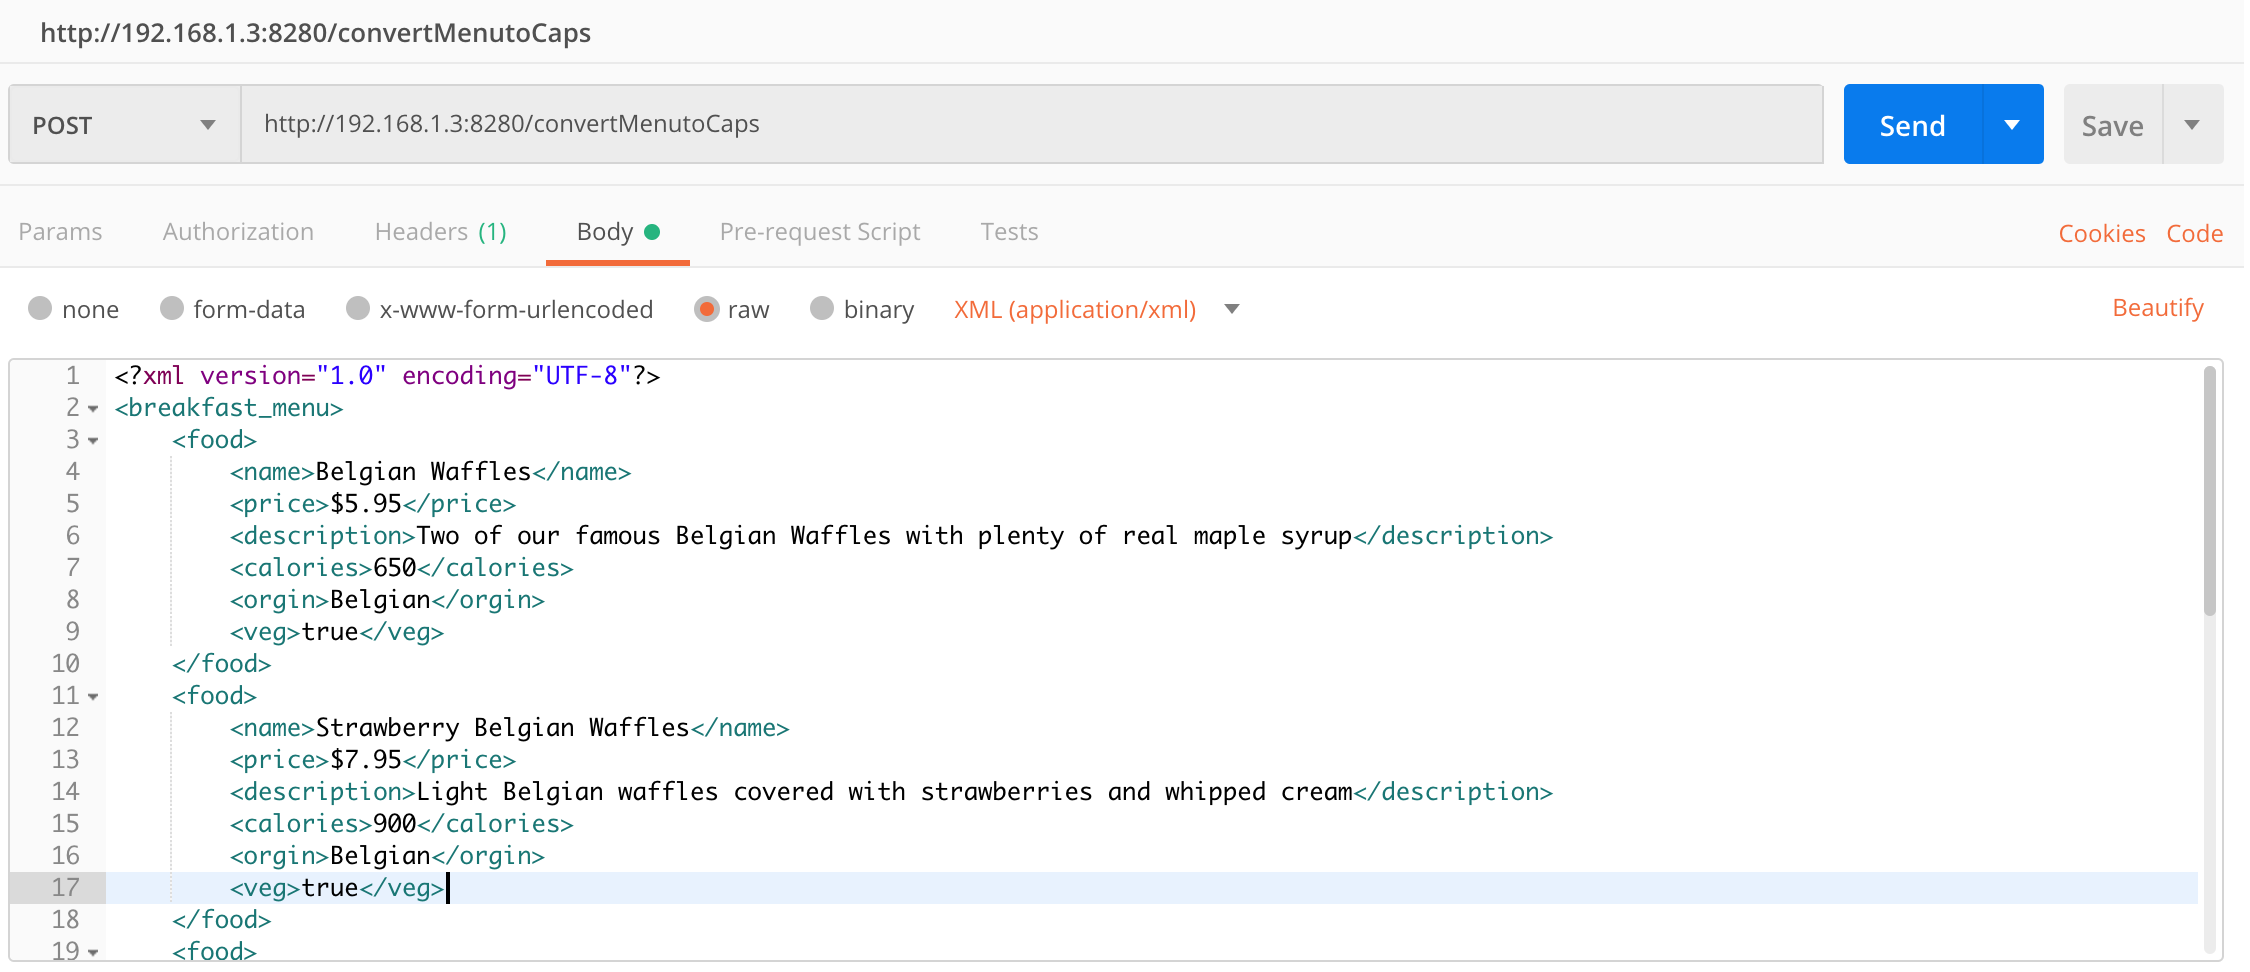 http://192.168.1.3:8280/convertMenutoCaps
POST http://192.168.1.3:8280/convertMenutoCaps Send Save
Params Authorization Headers (1) Body Pre-request Script Tests Cookies Code
none form-data x-www-form-urlencoded raw binary XML (application/xml) Beautify
1 <?xml version="1.0" encoding="UTF-8"?>
2 <breakfast_menu>
3 <food>
4 <name>Belgian Waffles</name>
5 <price>$5.95</price>
6 <description>Two of our famous Belgian Waffles with plenty of real maple syrup</description>
7 <calories>650</calories>
8 <orgin>Belgian</orgin>
9 <veg>true</veg>
10 </food>
11 <food>
12 <name>Strawberry Belgian Waffles</name>
13 <price>$7.95</price>
14 <description>Light Belgian waffles covered with strawberries and whipped cream</description>
15 <calories>900</calories>
16 <orgin>Belgian</orgin>
17 <veg>true</veg>
18 </food>
19 <food>